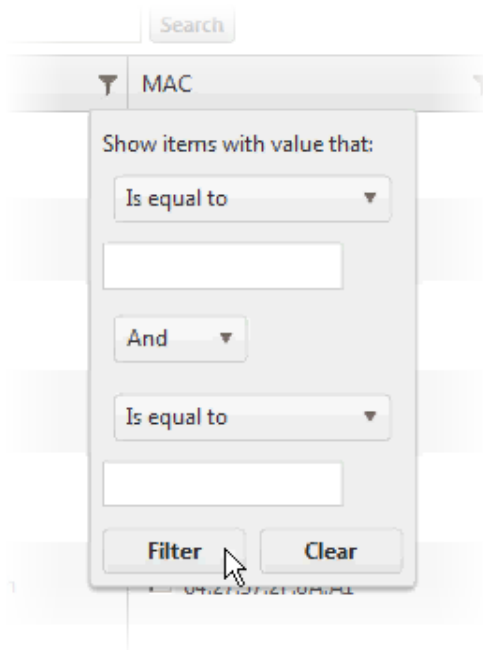 Search
MAC
Show items with value that:
Is equal to
And
Is equal to
Filter Clear